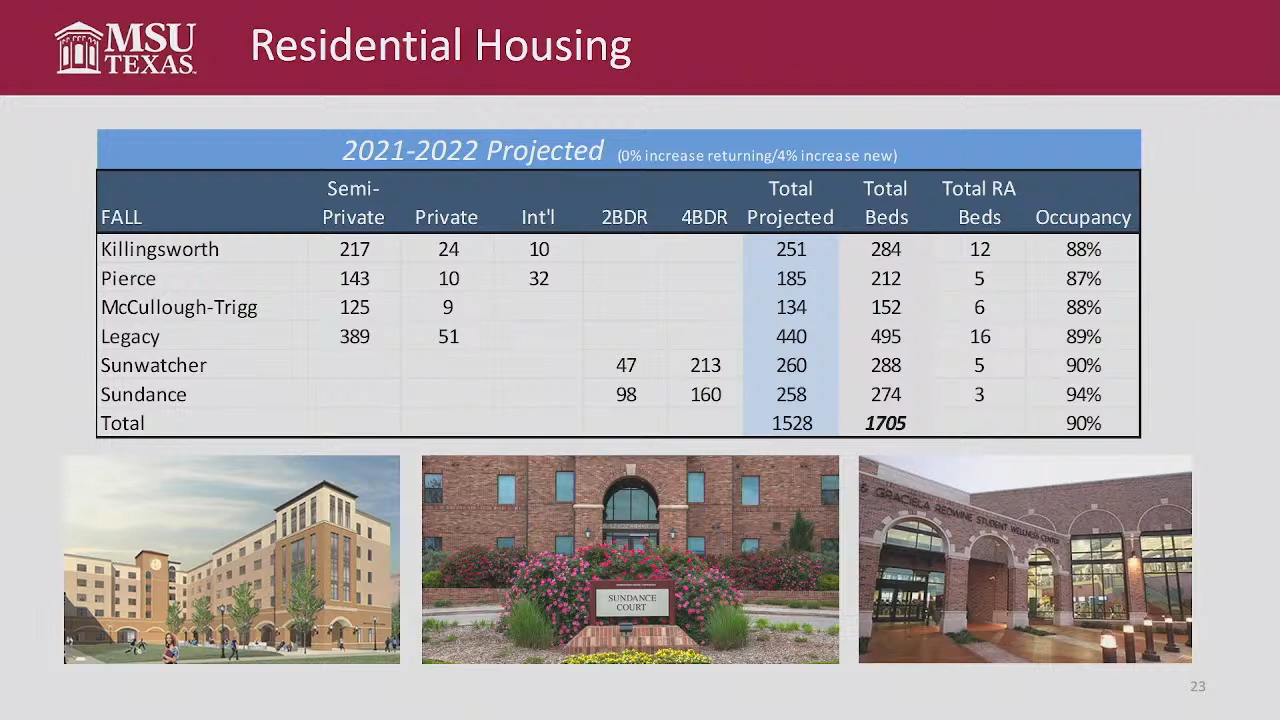 MSU
TEXAS
Residential Housing
2021-2022 Projected (0% increase returning/4% increase new)
FALL Semi-Private Private Int'l 2BDR 4BDR Total Projected Total Beds Total RA Beds Occupancy
Killingsworth 217 24 10 251 284 12 88%
Pierce 143 10 32 185 212 5 87%
McCullough-Trigg 125 9 134 152 6 88%
Legacy 389 51 440 495 16 89%
Sunwatcher 47 213 260 288 5 90%
Sundance 98 160 258 274 3 94%
Total 1528 1705 90%
SUNDANCE
COURT
& GRACIELA REDWINE STUDENT WELLNESS CENTER
23